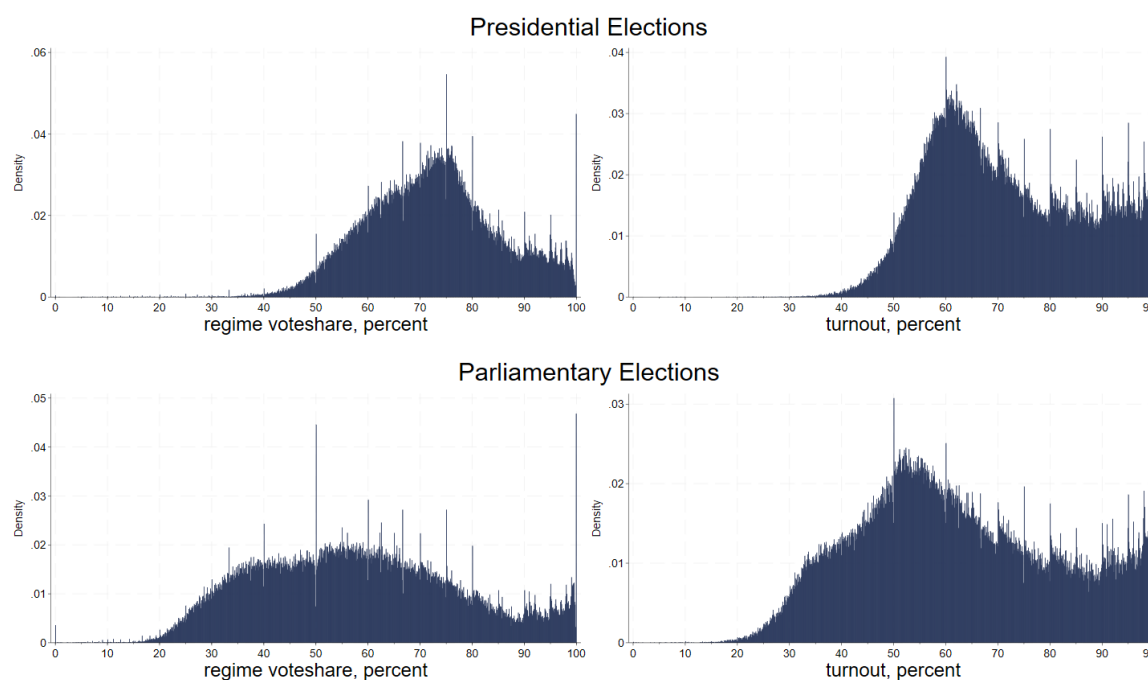 Presidential Elections
.06
.04
.02
0
Density
0 10 20 30 40 50 60 70 80 90 100
regime voteshare, percent
.04
.03
.02
.01
0
Density
0 10 20 30 40 50 60 70 80 90
turnout, percent
Parliamentary Elections
.05
.04
.03
.02
.01
0
Density
0 10 20 30 40 50 60 70 80 90 100
regime voteshare, percent
.03
.02
.01
0
Density
0 10 20 30 40 50 60 70 80 90
turnout, percent